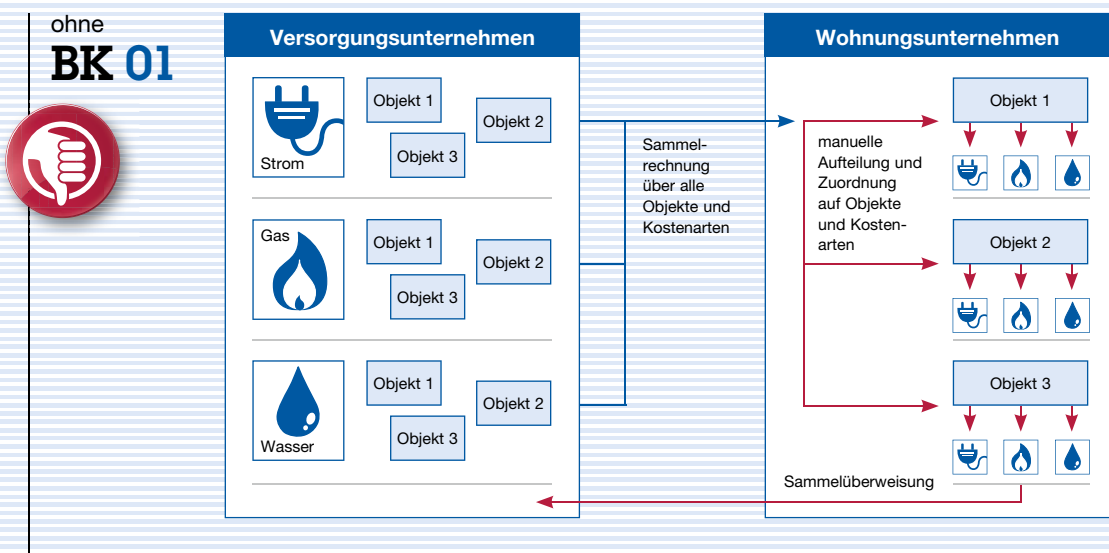 ohne
BK 01
Versorgungsunternehmen
Strom
Objekt 1
Objekt 2
Objekt 3
Gas
Objekt 1
Objekt 2
Objekt 3
Wasser
Objekt 1
Objekt 2
Objekt 3
Sammel-
rechnung
über alle
Objekte und
Kostenarten
Wohnungsunternehmen
manuelle
Aufteilung und
Zuordnung
auf Objekte
und Kosten-
arten
Objekt 1
Objekt 2
Objekt 3
Sammelüberweisung